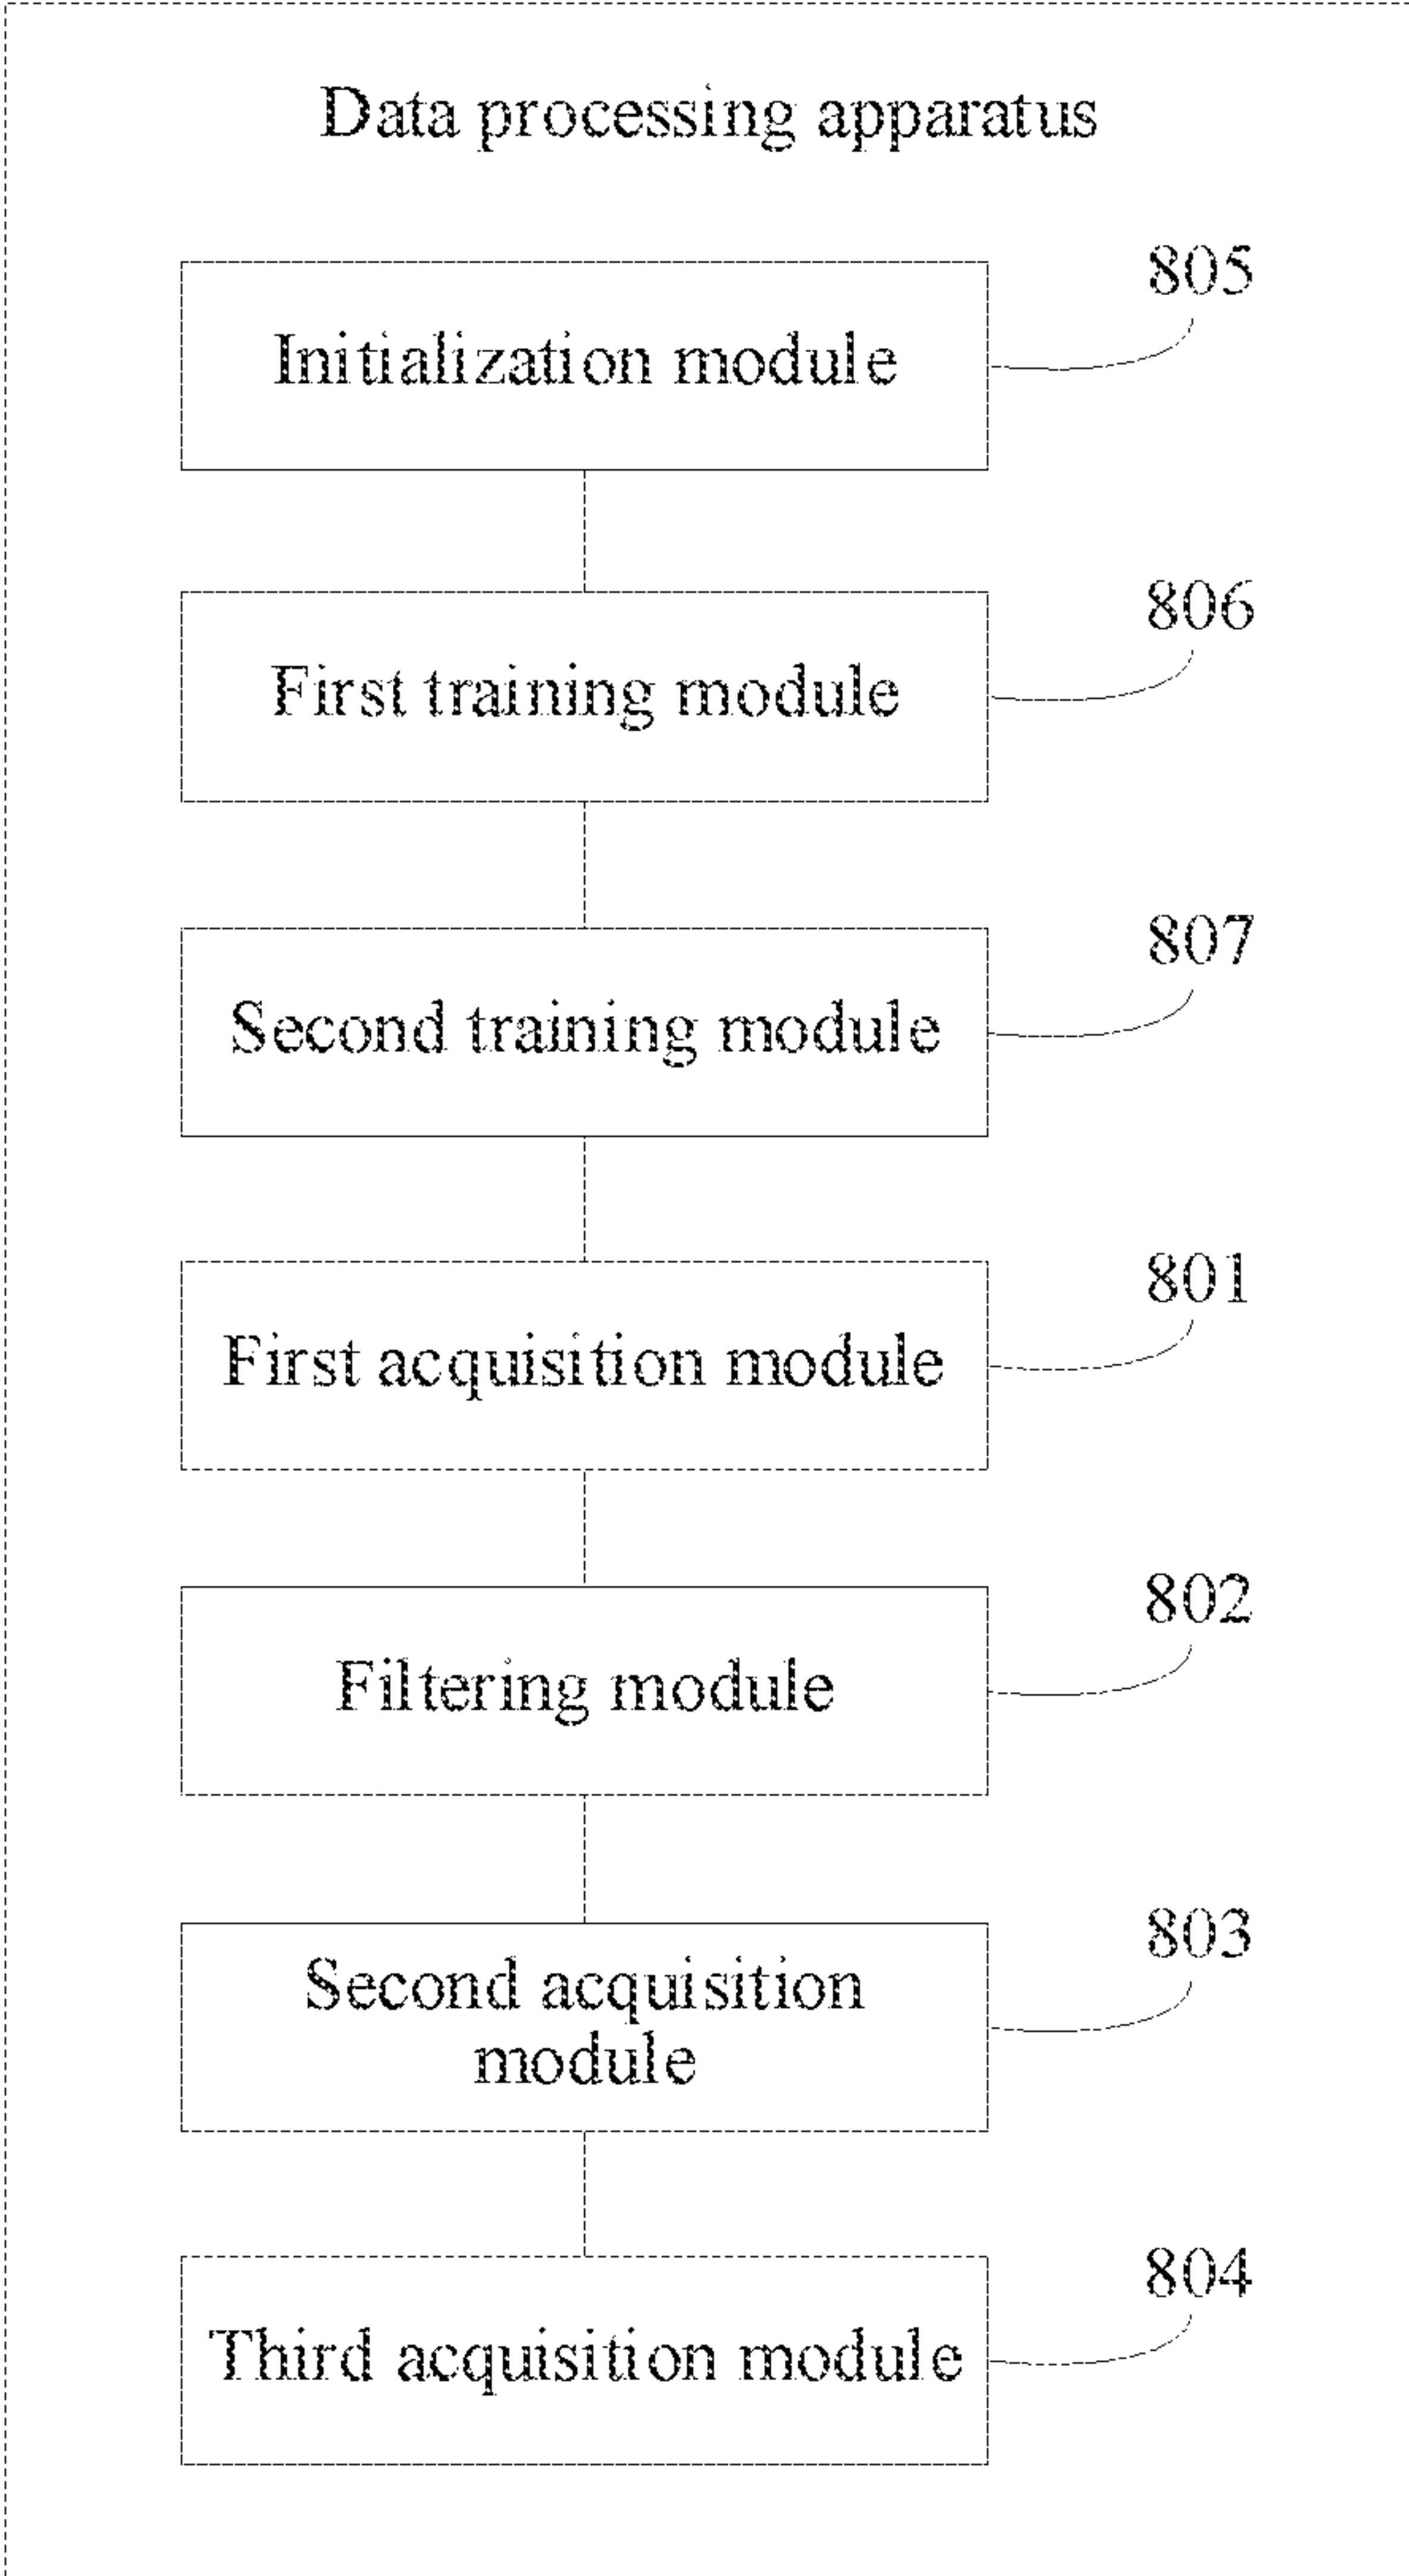 Data processing apparatus
805
Initialization module
806
First training module
807
Second training module
801
First acquisition module
802
Filtering module
803
Second acquisition
module
804
Third acquisition module